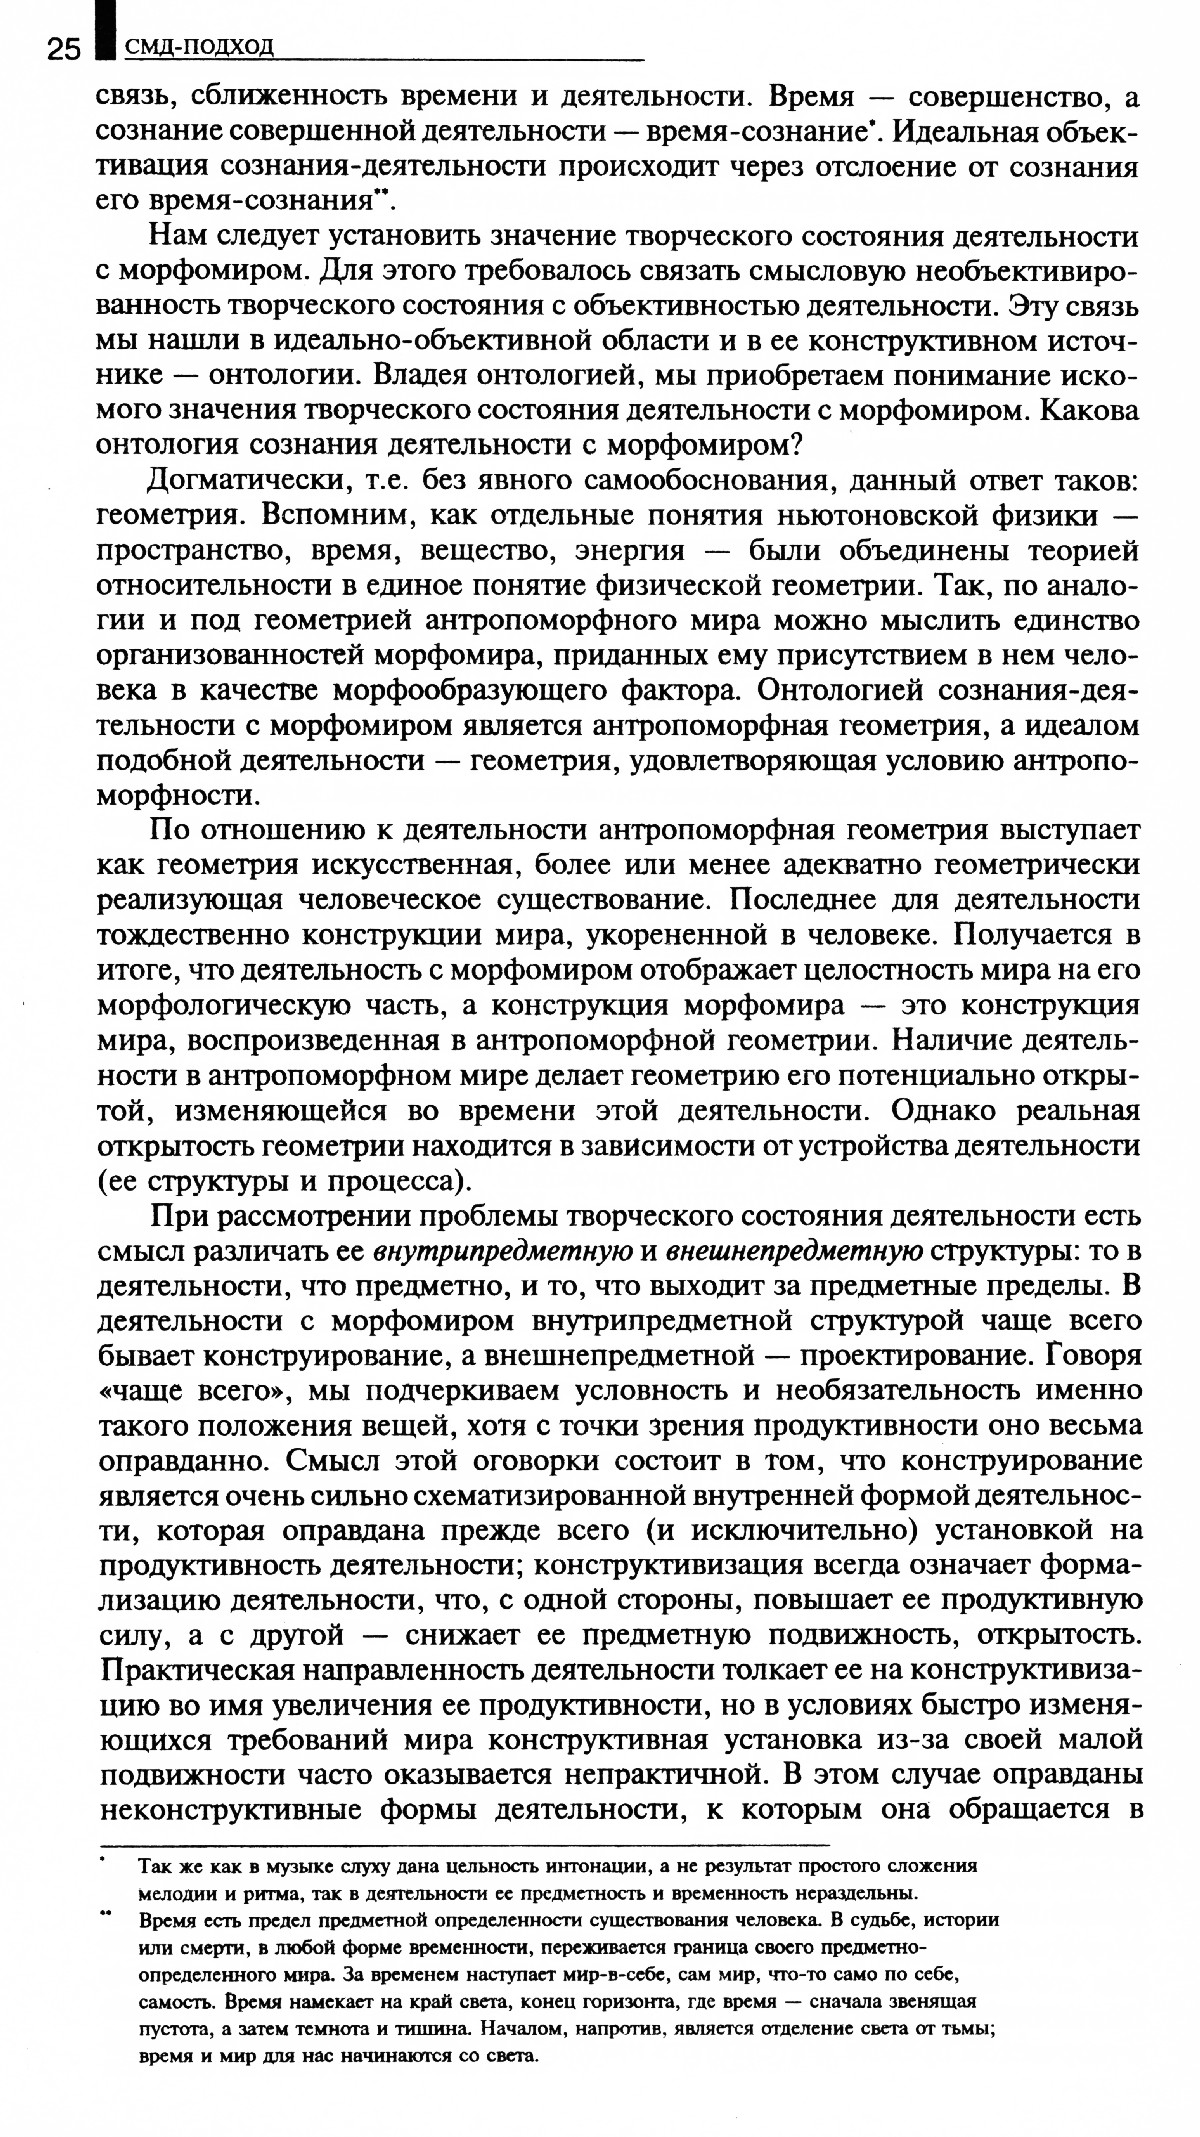 25 СМД-ПОДХОД
связь, сближенность времени и деятельности. Время — совершенство, а
сознание совершенной деятельности — время-сознание*. Идеальная объек-
тивация сознания-деятельности происходит через отслоение от сознания
его время-сознания**.
Нам следует установить значение творческого состояния деятельности
с морфомиром. Для этого требовалось связать смысловую необъективиро-
ванность творческого состояния с объективностью деятельности. Эту связь
мы нашли в идеально-объективной области и в ее конструктивном источ-
нике — онтологии. Владея онтологией, мы приобретаем понимание иско-
мого значения творческого состояния деятельности с морфомиром. Какова
онтология сознания деятельности с морфомиром?
Догматически, т.е. без явного самообоснования, данный ответ таков:
геометрия. Вспомним, как отдельные понятия ньютоновской физики —
пространство, время, вещество, энергия — были объединены теорией
относительности в единое понятие физической геометрии. Так, по анало-
гии и под геометрией антропоморфного мира можно мыслить единство
организованностей морфомира, приданных ему присутствием в нем чело-
века в качестве морфообразующего фактора. Онтологией сознания-дея-
тельности с морфомиром является антропоморфная геометрия, а идеалом
подобной деятельности — геометрия, удовлетворяющая условию антропо-
морфности.
По отношению к деятельности антропоморфная геометрия выступает
как геометрия искусственная, более или менее адекватно геометрически
реализующая человеческое существование. Последнее для деятельности
тождественно конструкции мира, укорененной в человеке. Получается в
итоге, что деятельность с морфомиром отображает целостность мира на его
морфологическую часть, а конструкция морфомира — это конструкция
мира, воспроизведенная в антропоморфной геометрии. Наличие деятель-
ности в антропоморфном мире делает геометрию его потенциально откры-
той, изменяющейся во времени этой деятельности. Однако реальная
открытость геометрии находится в зависимости от устройства деятельности
(ее структуры и процесса).
При рассмотрении проблемы творческого состояния деятельности есть
смысл различать ее внутрипредметную и внешнепредметную структуры: то в
деятельности, что предметно, и то, что выходит за предметные пределы. В
деятельности с морфомиром внутрипредметной структурой чаще всего
бывает конструирование, а внешнепредметной — проектирование. Говоря
«чаще всего», мы подчеркиваем условность и необязательность именно
такого положения вещей, хотя с точки зрения продуктивности оно весьма
оправданно. Смысл этой оговорки состоит в том, что конструирование
является очень сильно схематизированной внутренней формой деятельнос-
ти, которая оправдана прежде всего (и исключительно) установкой на
продуктивность деятельности; конструктивизация всегда означает форма-
лизацию деятельности, что, с одной стороны, повышает ее продуктивную
силу, а с другой — снижает ее предметную подвижность, открытость.
Практическая направленность деятельности толкает ее на конструктивиза-
цию во имя увеличения ее продуктивности, но в условиях быстро изменя-
ющихся требований мира конструктивная установка из-за своей малой
подвижности часто оказывается непрактичной. В этом случае оправданы
неконструктивные формы деятельности, к которым она обращается в
* Так же как в музыке слуху дана цельность интонации, а не результат простого сложения
мелодии и ритма, так в деятельности ее предметность и временность нераздельны.
** Время есть предел предметной определенности существования человека. В судьбе, истории
или смерти, в любой форме временности, переживается граница своего предметно-
определенного мира. За временем наступает мир-в-себе, сам мир, что-то само по себе,
самость. Время намекает на край света, конец горизонта, где время — сначала звенящая
пустота, а затем темнота и тишина. Началом, напротив, является отделение света от тьмы;
время и мир для нас начинаются со света.